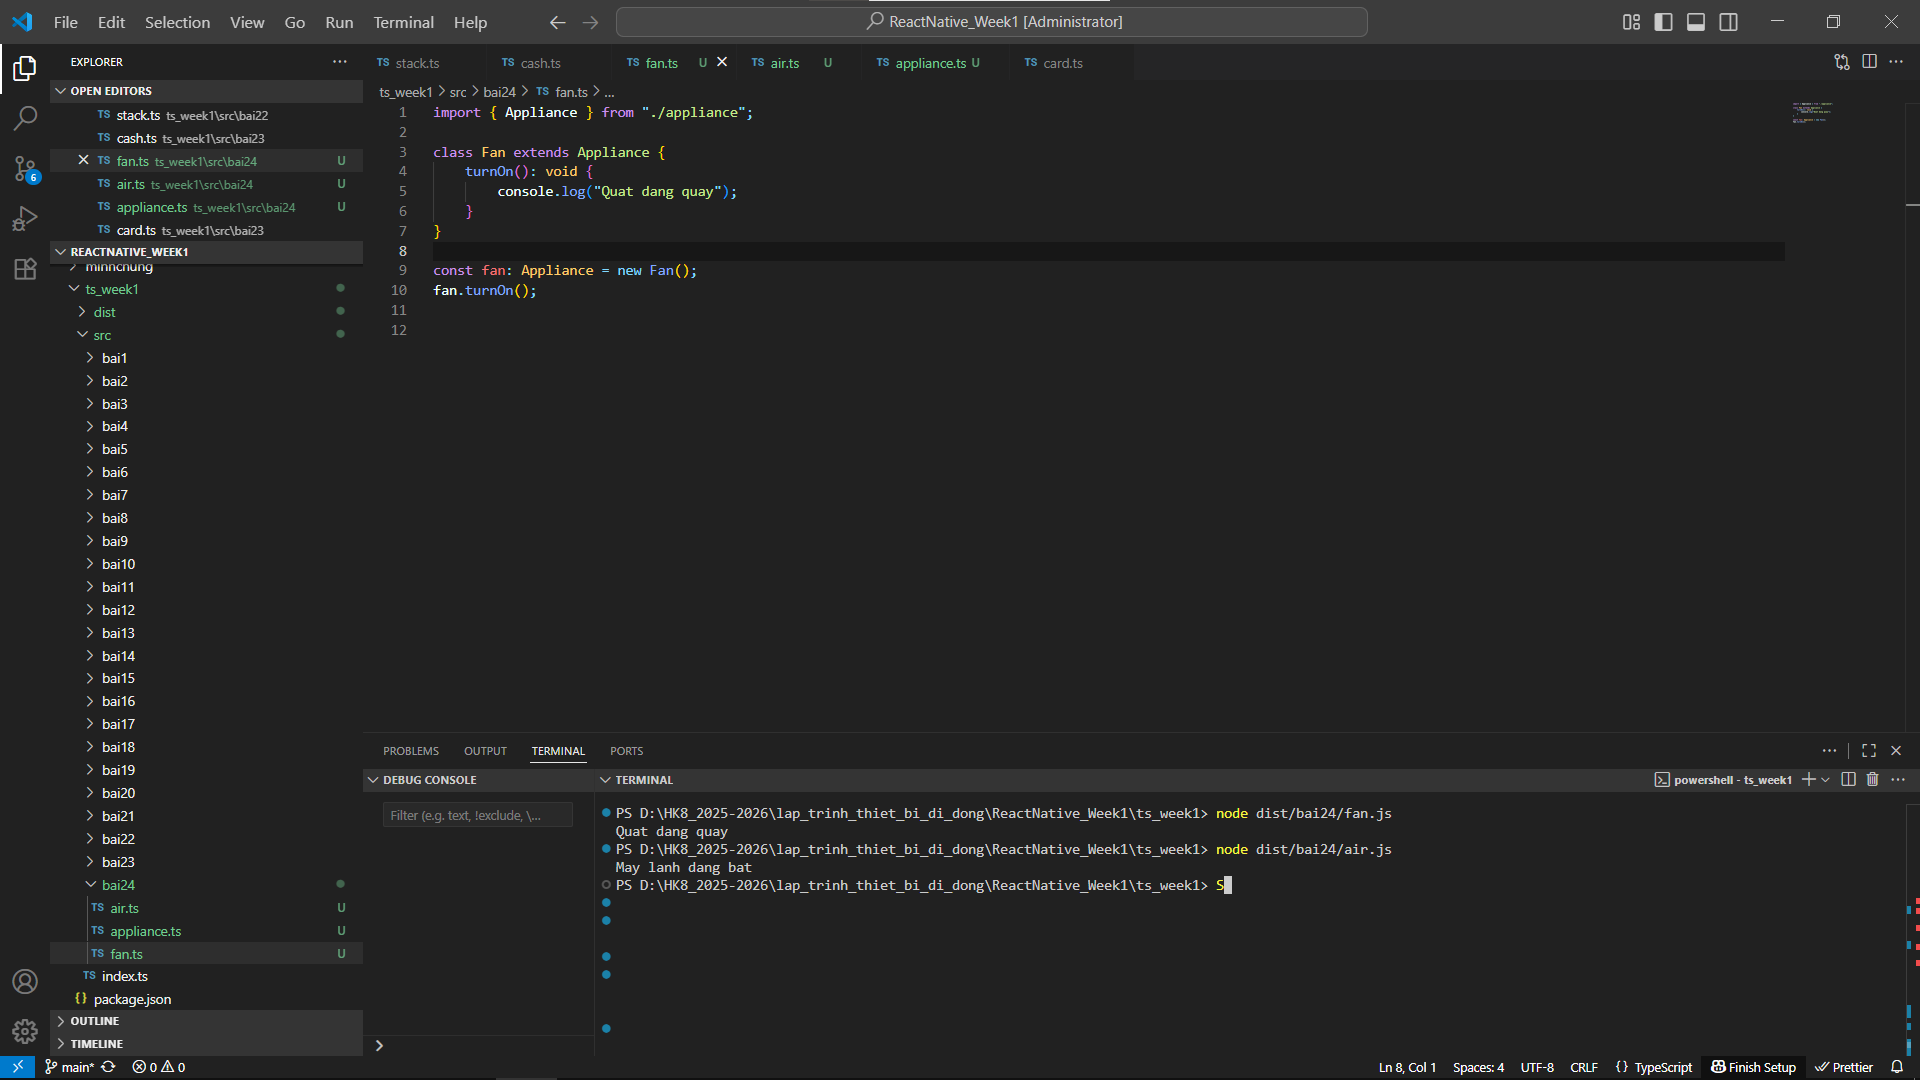 File Edit Selection View Go Run Terminal Help
ReactNative_Week1 [Administrator]
EXPLORER
OPEN EDITORS
TS stack.ts ts_week1\src\bai22
TS cash.ts ts_week1\src\bai23
TS fan.ts ts_week1\src\bai24 U
TS air.ts ts_week1\src\bai24 U
TS appliance.ts ts_week1\src\bai24 U
TS card.ts ts_week1\src\bai23
REACTNATIVE_WEEK1
minhchung
ts_week1
dist
src
bai1
bai2
bai3
bai4
bai5
bai6
bai7
bai8
bai9
bai10
bai11
bai12
bai13
bai14
bai15
bai16
bai17
bai18
bai19
bai20
bai21
bai22
bai23
bai24
TS air.ts U
TS appliance.ts U
TS fan.ts U
TS index.ts
{} package.json
OUTLINE
TIMELINE
6
TS stack.ts TS cash.ts TS fan.ts U TS air.ts U TS appliance.ts U TS card.ts
ts_week1 > src > bai24 > TS fan.ts > ...
1 import { Appliance } from "./appliance";
2
3 class Fan extends Appliance {
4 turnOn(): void {
5 console.log("Quat dang quay");
6 }
7 }
8
9 const fan: Appliance = new Fan();
10 fan.turnOn();
11
12
PROBLEMS OUTPUT TERMINAL PORTS
DEBUG CONSOLE
Filter (e.g. text, !exclude, \...
TERMINAL
powershell - ts_week1
PS D:\HK8_2025-2026\lap_trinh_thiet_bi_di_dong\ReactNative_Week1\ts_week1> node dist/bai24/fan.js
Quat dang quay
PS D:\HK8_2025-2026\lap_trinh_thiet_bi_di_dong\ReactNative_Week1\ts_week1> node dist/bai24/air.js
May lanh dang bat
PS D:\HK8_2025-2026\lap_trinh_thiet_bi_di_dong\ReactNative_Week1\ts_week1> S
main* 0 0
Ln 8, Col 1 Spaces: 4 UTF-8 CRLF {} TypeScript Finish Setup Prettier